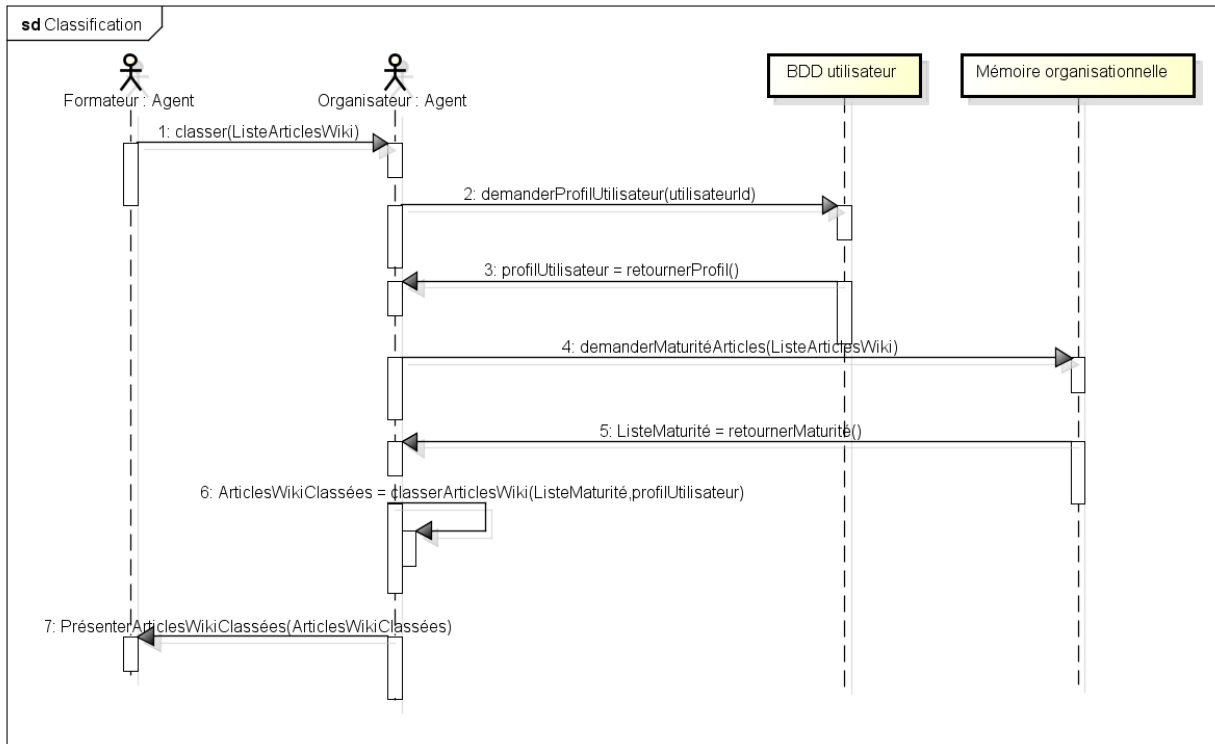 sd Classification
Formateur : Agent
Organisateur : Agent
BDD utilisateur
Mémoire organisationnelle
1: classer(ListeArticlesWiki)
2: demanderProfilUtilisateur(utilisateurId)
3: profilUtilisateur = retournerProfil()
4: demanderMaturitéArticles(ListeArticlesWiki)
5: ListeMaturité = retournerMaturité()
6: ArticlesWikiClassées = classerArticlesWiki(ListeMaturité,profilUtilisateur)
7: PrésenterArticlesWikiClassées(ArticlesWikiClassées)